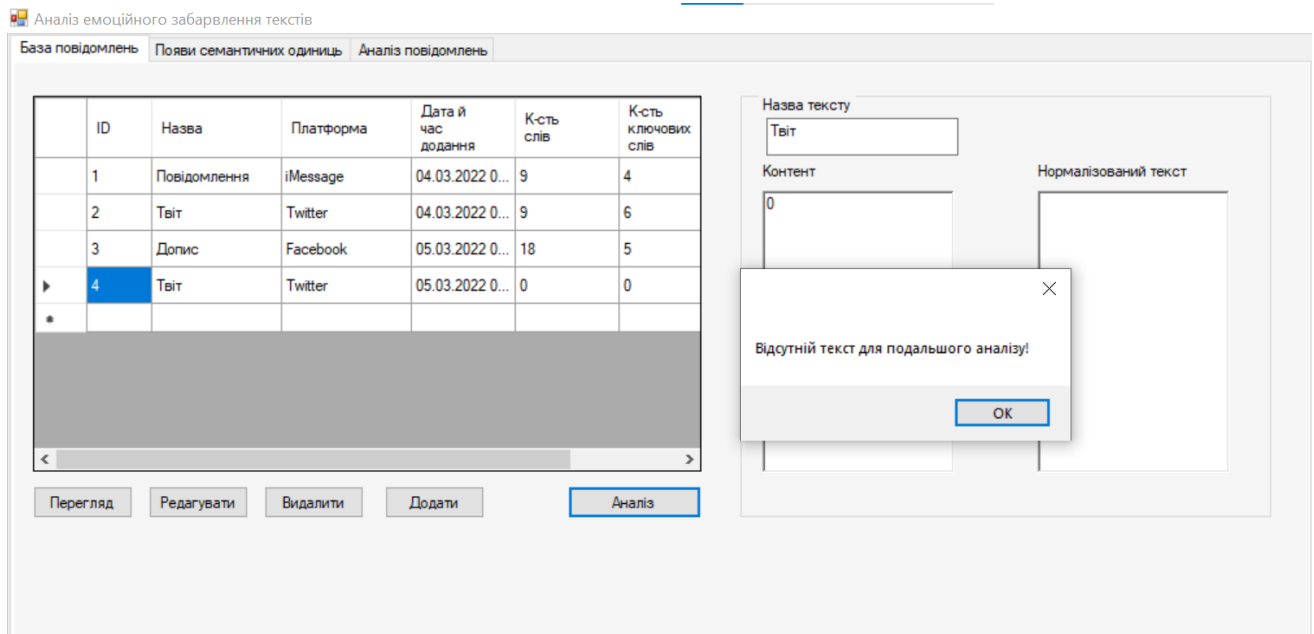 Аналіз емоційного забарвлення текстів
База повідомлень Появи семантичних одиниць Аналіз повідомлень
ID Назва Платформа Дата й час додання К-сть слів К-сть ключових слів
1 Повідомлення iMessage 04.03.2022 0... 9 4
2 Твіт Twitter 04.03.2022 0... 9 6
3 Допис Facebook 05.03.2022 0... 18 5
4 Твіт Twitter 05.03.2022 0... 0 0
Перегляд Редагувати Видалити Додати Аналіз
Назва тексту
Твіт
Контент Нормалізований текст
0
Відсутній текст для подальшого аналізу!
OK